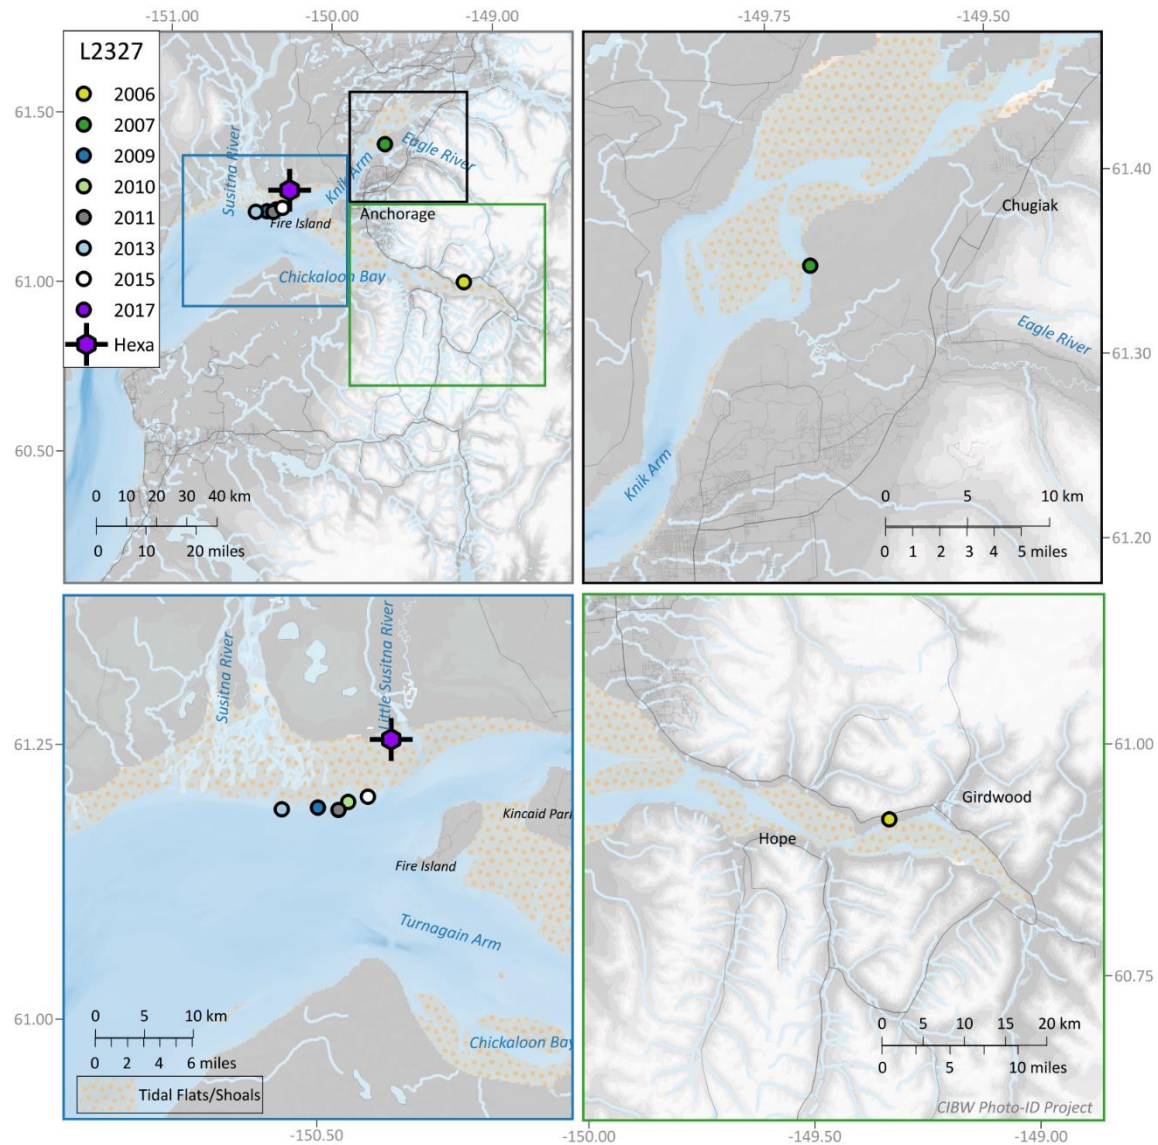 -151.00 -150.00 -149.00
-149.75 -149.50
L2327
2006
2007
2009
2010
2011
2013
2015
2017
Hexa
61.50
61.00
60.50
Susitna River
Knik Arm
Eagle River
Anchorage
Fire Island
Chickaloon Bay
0 10 20 30 40 km
0 10 20 miles
61.40
61.30
61.20
Chugiak
Eagle River
Knik Arm
0 5 10 km
0 1 2 3 4 5 miles
Susitna River
Little Susitna River
61.25
61.00
Kincaid Par
Fire Island
Turnagain Arm
Chickaloon Bay
0 5 10 km
0 2 4 6 miles
Tidal Flats/Shoals
61.00
60.75
Girdwood
Hope
0 5 10 15 20 km
0 5 10 miles
CIBW Photo-ID Project
-150.50
-150.00 -149.50 -149.00